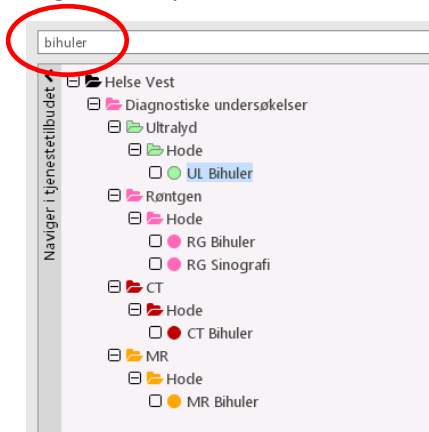 bihuler
Naviger i tjenestetilbudet
Helse Vest
Diagnostiske undersøkelser
Ultralyd
Hode
UL Bihuler
Røntgen
Hode
RG Bihuler
RG Sinografi
CT
Hode
CT Bihuler
MR
Hode
MR Bihuler